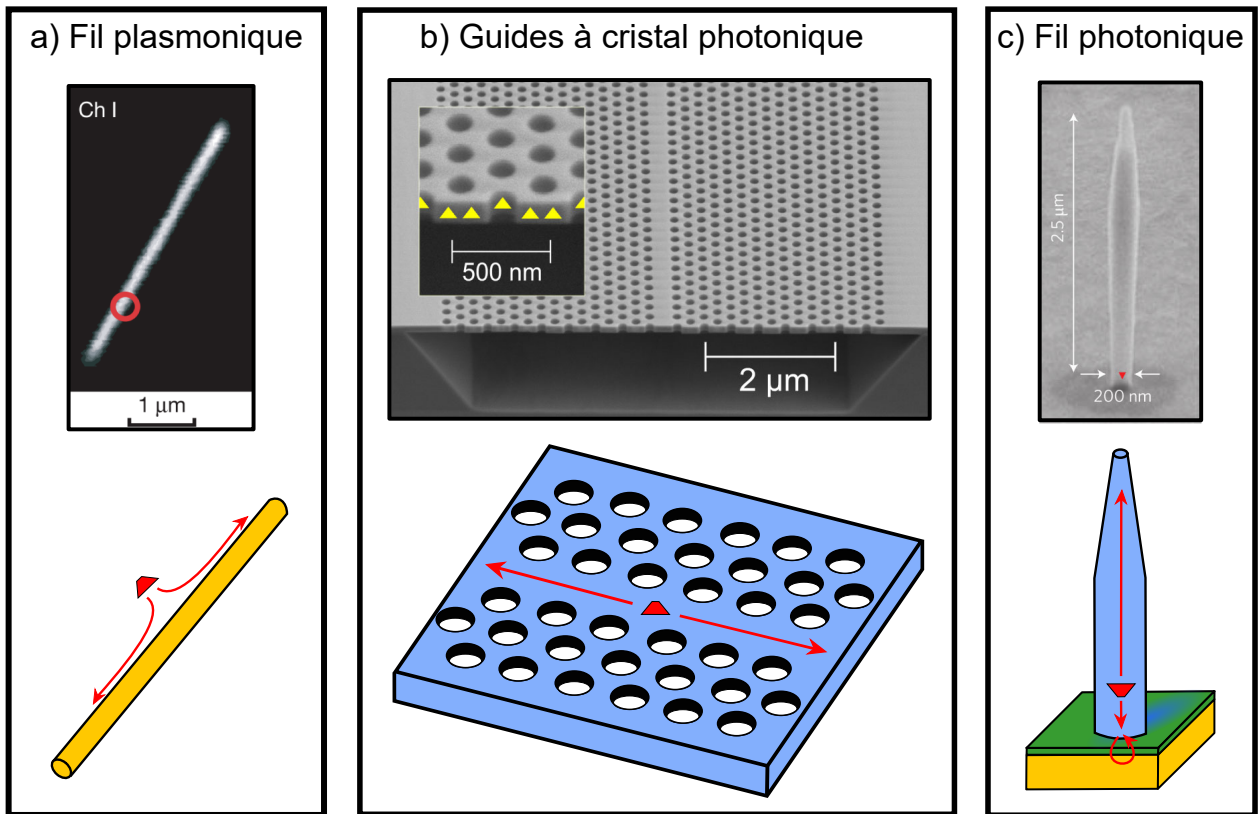 a) Fil plasmonique
Ch I
1 µm
b) Guides à cristal photonique
500 nm
2 µm
c) Fil photonique
2.5 µm
200 nm